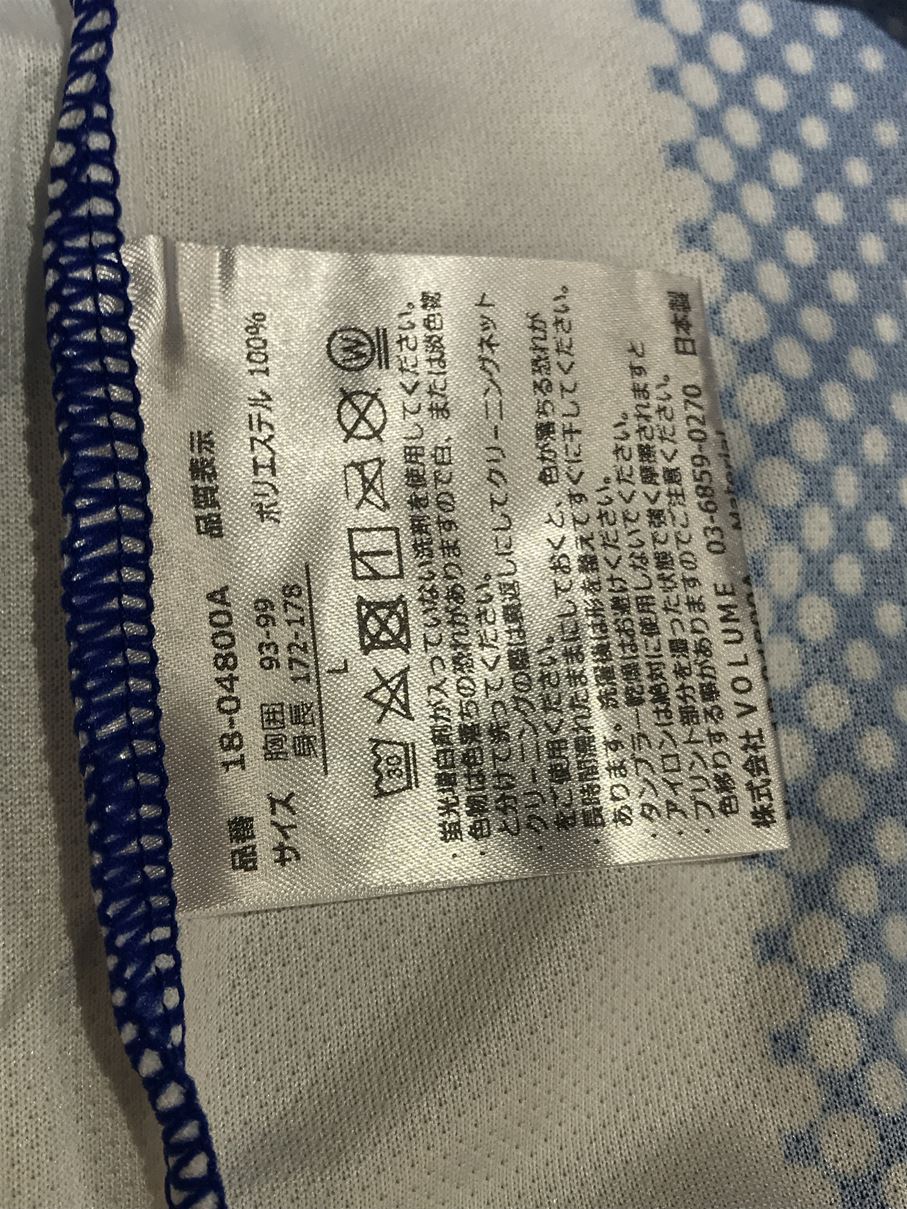 品番 18-04800A 品質表示
サイズ 胸囲 93-99 ポリエステル 100%
身長 172-178
L
30
W
・蛍光増白剤が入っていない洗剤を使用してください。
・色物は色落ちの恐れがありますので白、または淡色物
と分けて洗ってください。
・クリーニングの際は裏返しにしてクリーニングネット
をご使用ください。
・長時間濡れたままにしておくと、色が落ちる恐れが
あります。洗濯後は形を整えてすぐに干してください。
・タンブラー乾燥はお避けください。
・アイロンは絶対に使用しないでください。
・プリント部分を湿った状態で強く摩擦されますと
色移りする事がありますのでご注意ください。
株式会社 VOLUME 03-6859-0270 日本製